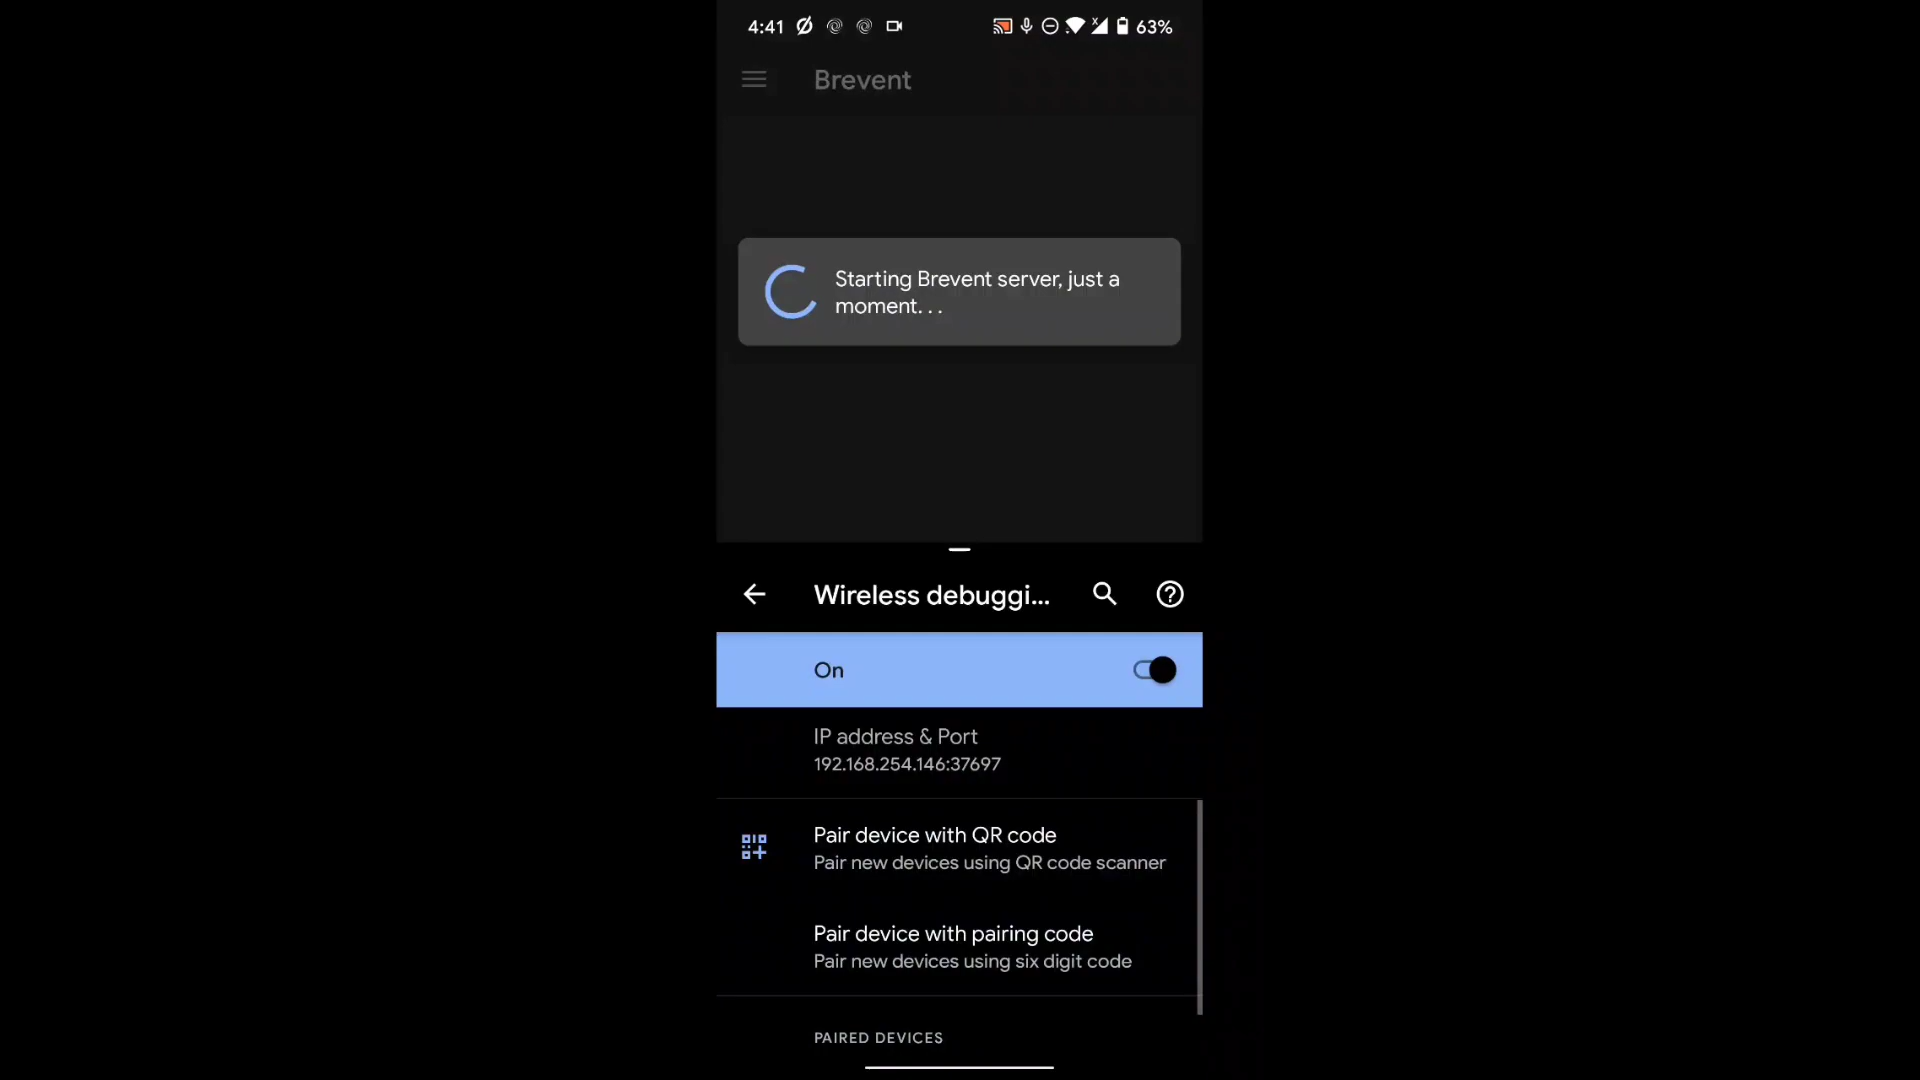 4:41
63%
Brevent
Starting Brevent server, just a
moment. . .
Wireless debuggi...
On
IP address & Port
192.168.254.146:37697
Pair device with QR code
Pair new devices using QR code scanner
Pair device with pairing code
Pair new devices using six digit code
PAIRED DEVICES